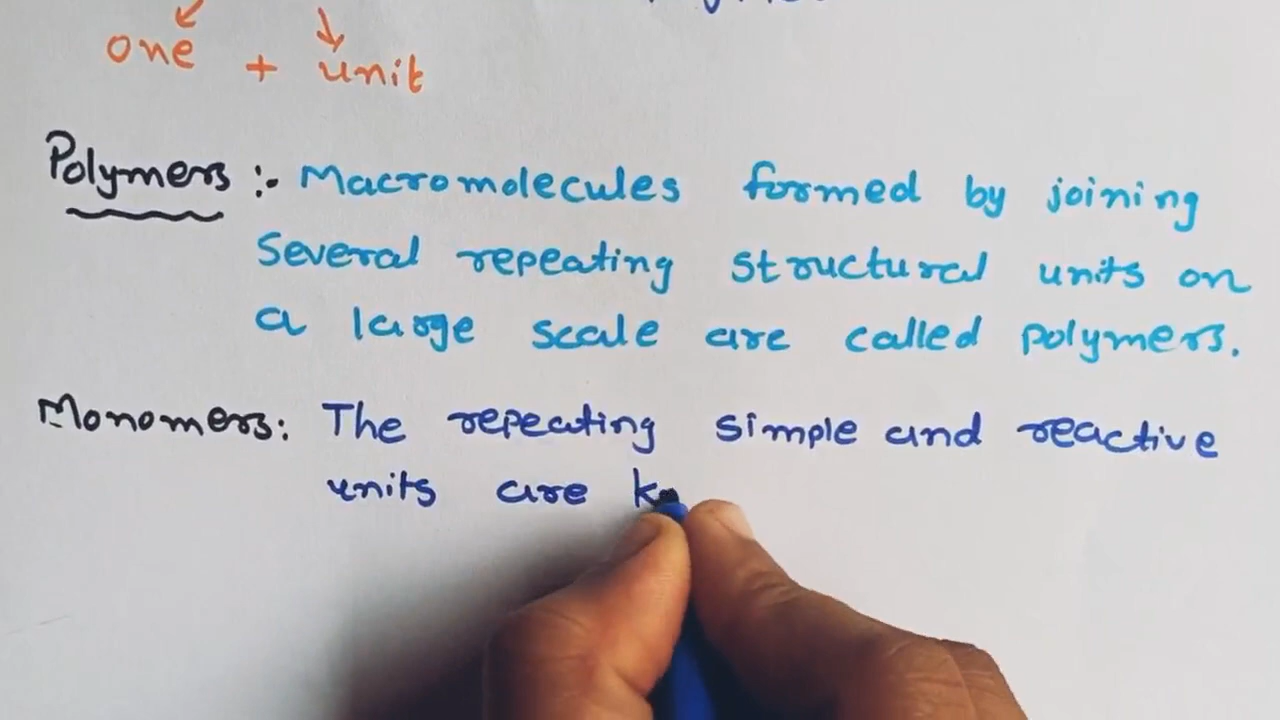 one + unit
Polymers :- Macromolecules formed by joining
several repeating structural units on
a large scale are called polymers.
Monomers: The repeating simple and reactive
units are k